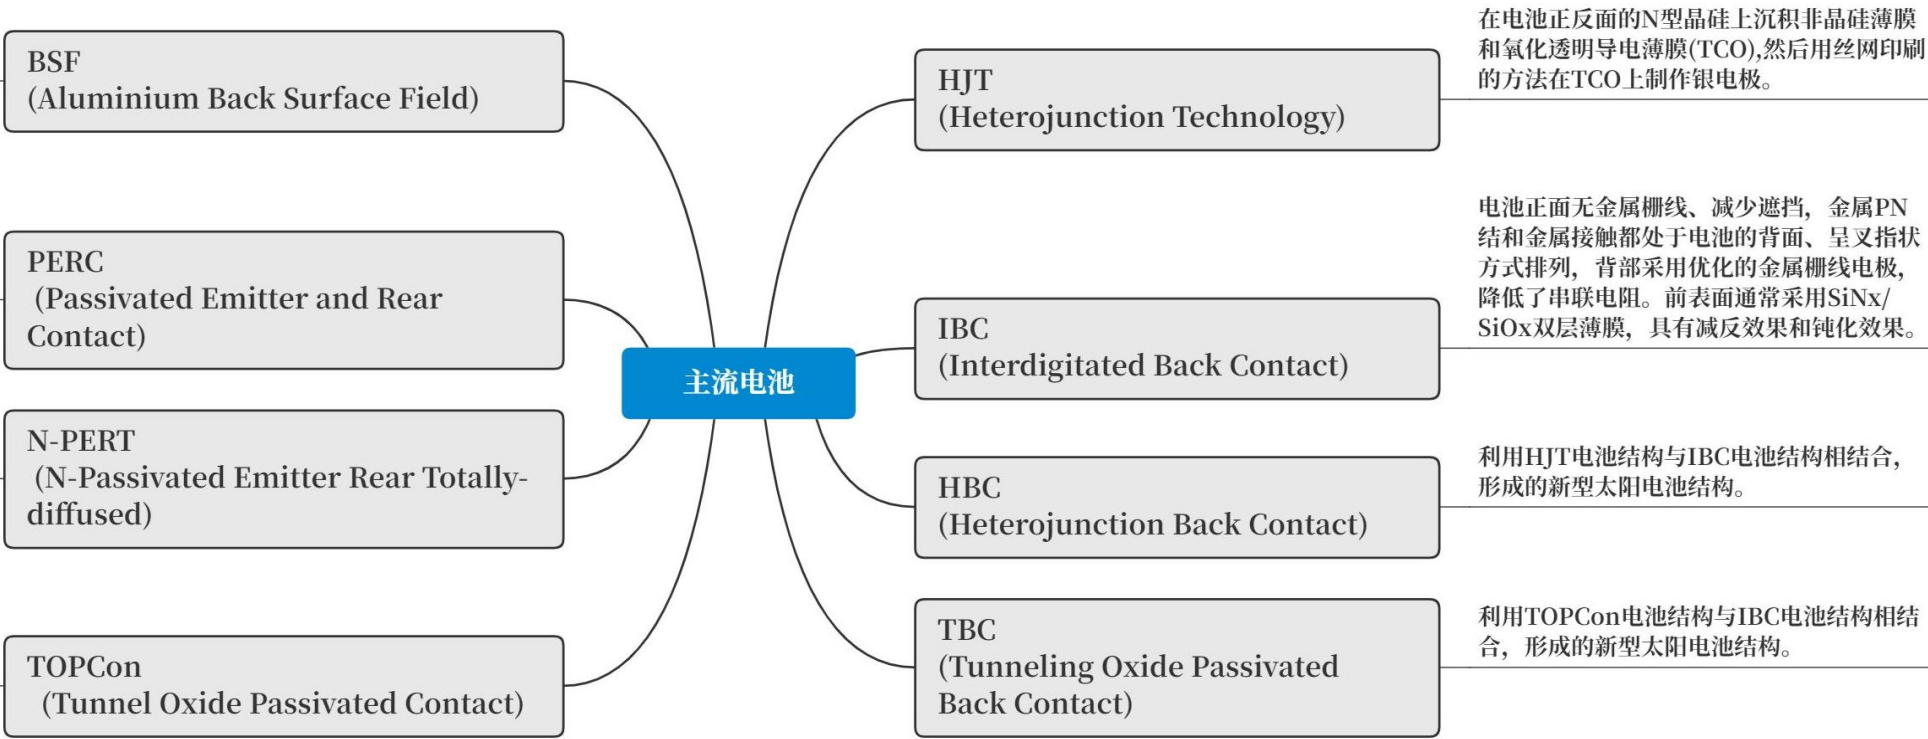 BSF
(Aluminium Back Surface Field)
PERC
(Passivated Emitter and Rear
Contact)
N-PERT
(N-Passivated Emitter Rear Totally-
diffused)
TOPCon
(Tunnel Oxide Passivated Contact)
主流电池
HJT
(Heterojunction Technology)
在电池正反面的N型晶硅上沉积非晶硅薄膜
和氧化透明导电薄膜(TCO),然后用丝网印刷
的方法在TCO上制作银电极。
IBC
(Interdigitated Back Contact)
电池正面无金属栅线、减少遮挡，金属PN
结和金属接触都处于电池的背面、呈叉指状
方式排列，背部采用优化的金属栅线电极，
降低了串联电阻。前表面通常采用SiNx/
SiOx双层薄膜，具有减反效果和钝化效果。
HBC
(Heterojunction Back Contact)
利用HJT电池结构与IBC电池结构相结合，
形成的新型太阳电池结构。
TBC
(Tunneling Oxide Passivated
Back Contact)
利用TOPCon电池结构与IBC电池结构相结
合，形成的新型太阳电池结构。